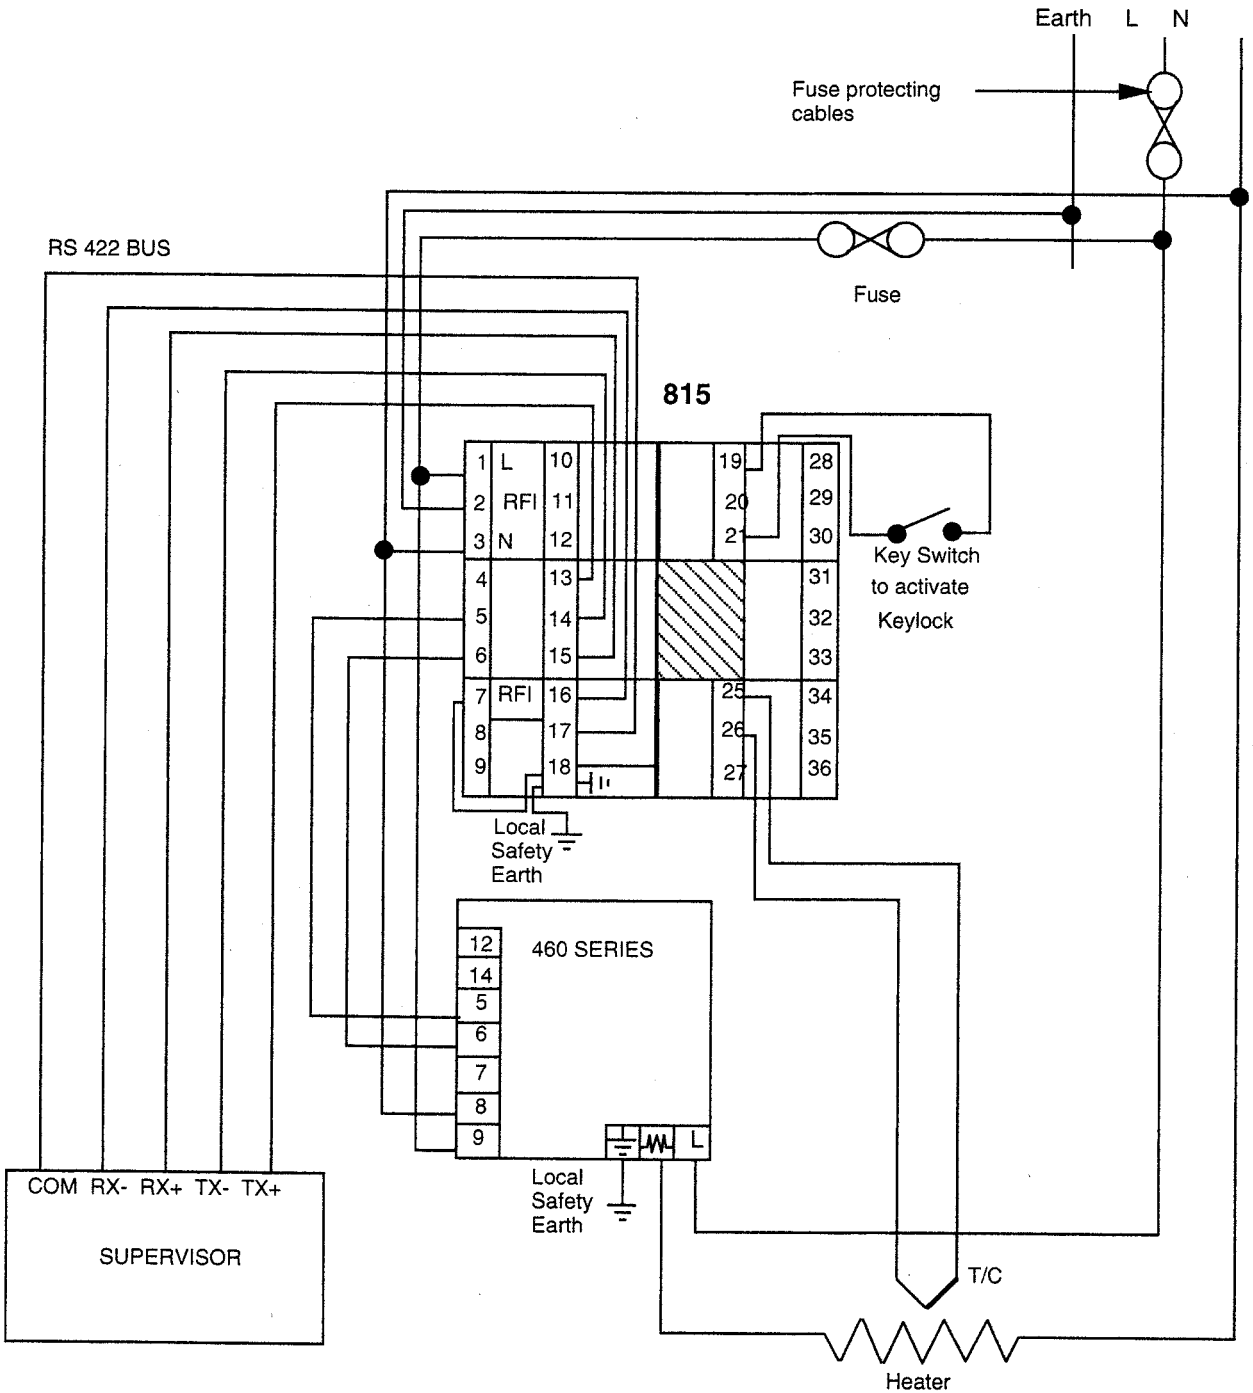 Earth L N
Fuse protecting
cables
RS 422 BUS
Fuse
815
1 L 10 19 28
2 RFI 11 20 29
3 N 12 21 30
4 13 31
5 14 32
6 15 33
7 RFI 16 25 34
8 17 26 35
9 18 27 36
Key Switch
to activate
Keylock
Local
Safety
Earth
460 SERIES
12
14
5
6
7
8
9
L
Local
Safety
Earth
COM RX- RX+ TX- TX+
SUPERVISOR
T/C
Heater